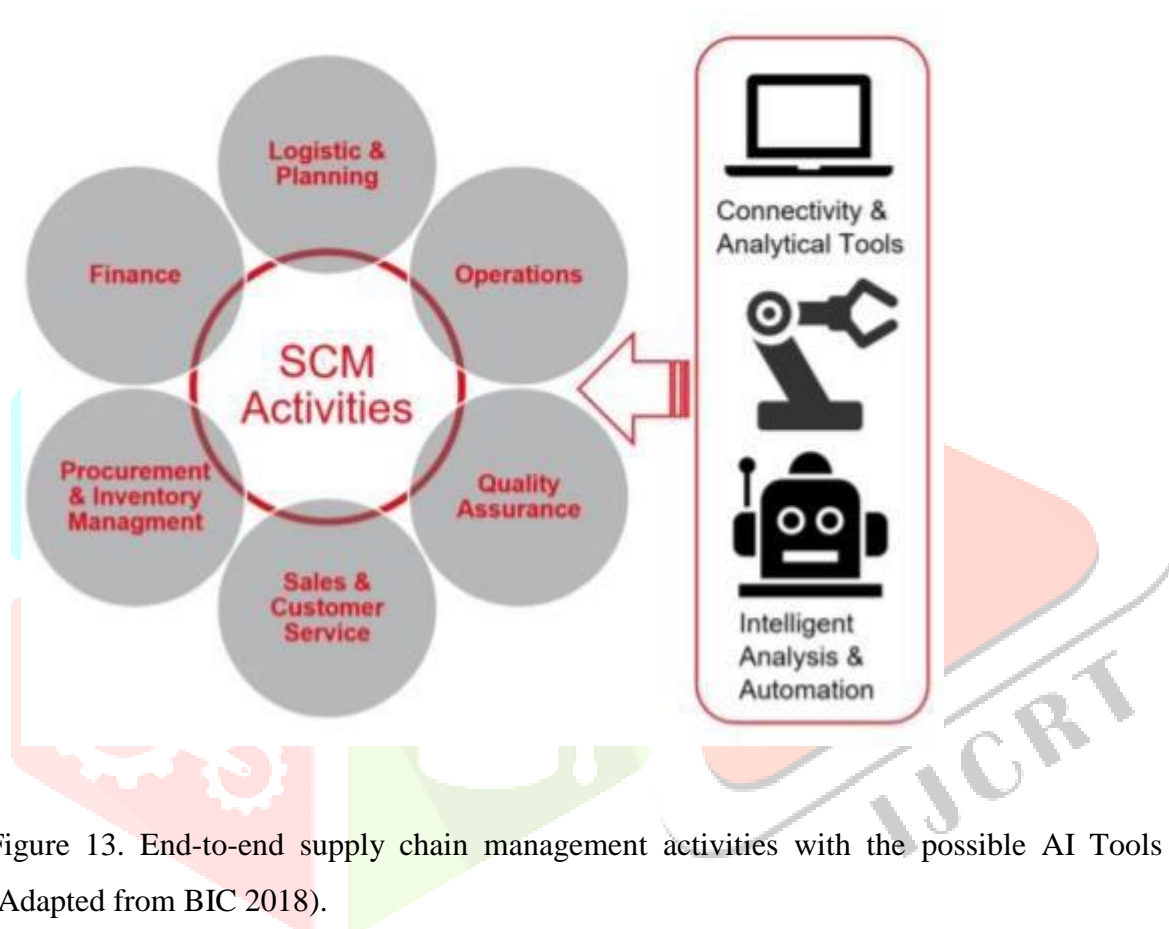 Logistic &
Planning
Finance
Operations
SCM
Activities
Procurement
& Inventory
Managment
Quality
Assurance
Sales &
Customer
Service
Connectivity &
Analytical Tools
Intelligent
Analysis &
Automation
IJCRT
Figure 13. End-to-end supply chain management activities with the possible AI Tools
(Adapted from BIC 2018).